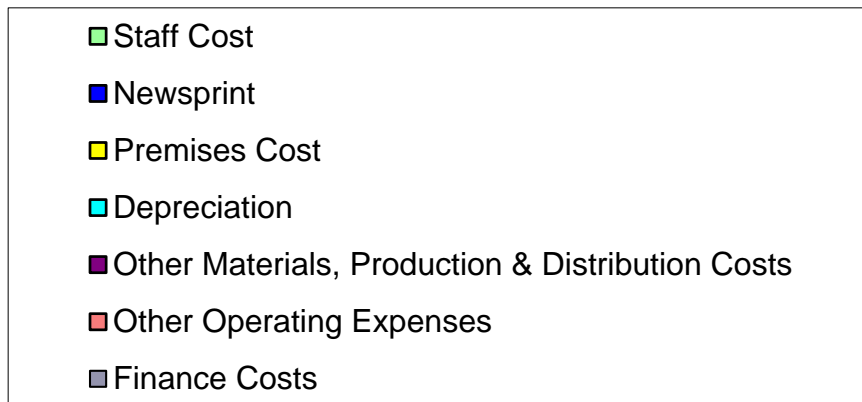 Staff Cost
Newsprint
Premises Cost
Depreciation
Other Materials, Production & Distribution Costs
Other Operating Expenses
Finance Costs